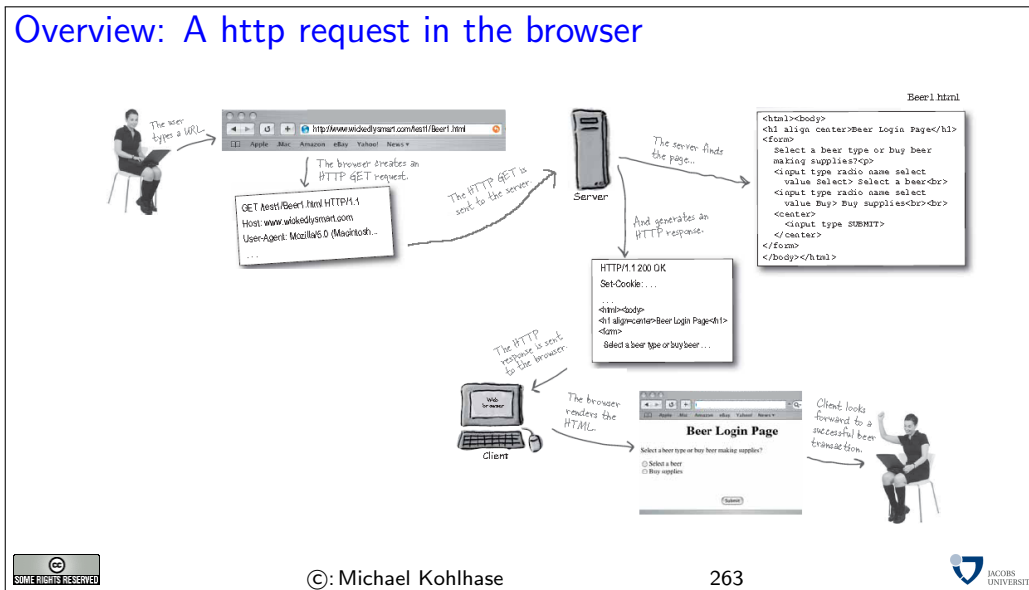 Overview: A http request in the browser
The user
types a URL.
http://www.wickedlysmart.com/test1/Beer1.html
Apple .Mac Amazon eBay Yahoo! News
The browser creates an
HTTP GET request.
GET /test1/Beer1.html HTTP/1.1
Host: www.wickedlysmart.com
User-Agent: Mozilla/5.0 (Macintosh...
. . .
The HTTP GET is
sent to the server.
Server
The server finds
the page...
Beer1.html
<html><body>
<h1 align center>Beer Login Page</h1>
<form>
Select a beer type or buy beer
making supplies?<p>
<input type radio name select
value Select> Select a beer<br>
<input type radio name select
value Buy> Buy supplies<br><br>
<center>
<input type SUBMIT>
</center>
</form>
</body></html>
And generates an
HTTP response.
HTTP/1.1 200 OK
Set-Cookie: . . .
. . .
<html><body>
<h1 align=center>Beer Login Page</h1>
<form>
Select a beer type or buy beer . . .
The HTTP
response is sent
to the browser.
Web
browser
Client
The browser
renders the
HTML.
Apple .Mac Amazon eBay Yahoo! News
Beer Login Page
Select a beer type or buy beer making supplies?
Select a beer
Buy supplies
Submit
Client looks
forward to a
successful beer
transaction.
cc
SOME RIGHTS RESERVED
©: Michael Kohlhase
263
JACOBS
UNIVERSIT